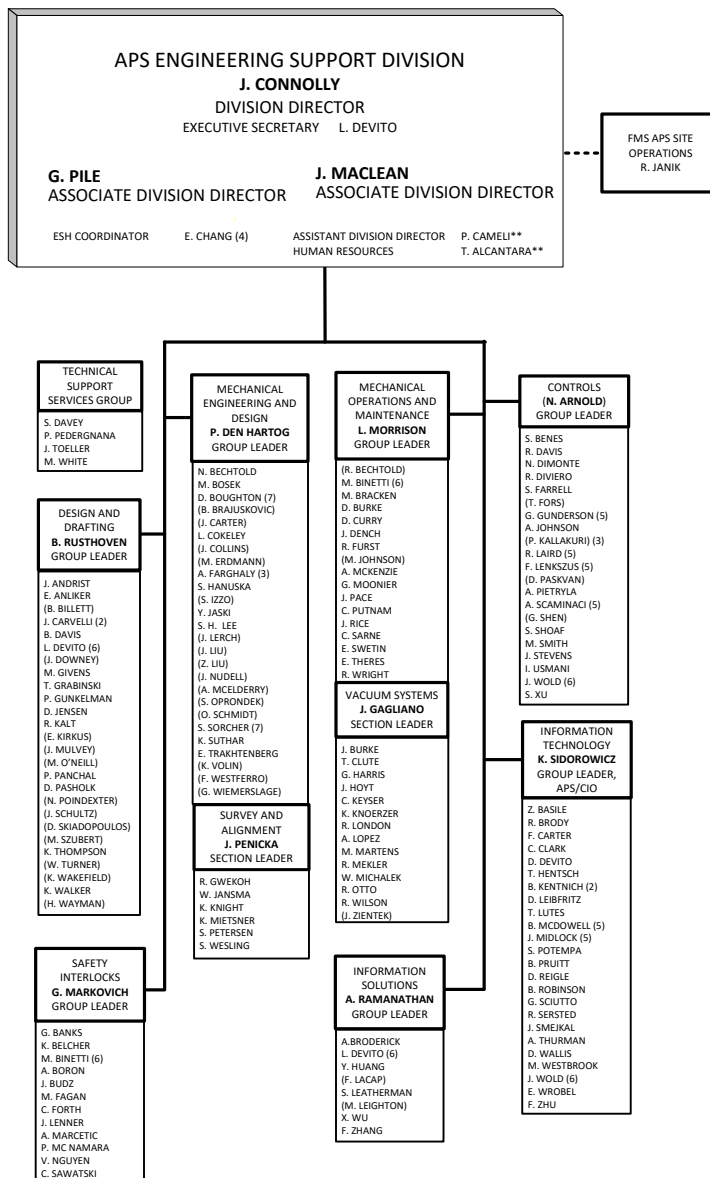 APS ENGINEERING SUPPORT DIVISION
J. CONNOLLY
DIVISION DIRECTOR
EXECUTIVE SECRETARY L. DEVITO
G. PILE
ASSOCIATE DIVISION DIRECTOR
J. MACLEAN
ASSOCIATE DIVISION DIRECTOR
ESH COORDINATOR E. CHANG (4)
ASSISTANT DIVISION DIRECTOR P. CAMELI**
HUMAN RESOURCES T. ALCANTARA**
FMS APS SITE
OPERATIONS
R. JANIK
TECHNICAL
SUPPORT
SERVICES GROUP
S. DAVEY
P. PEDERGNANA
J. TOELLER
M. WHITE
DESIGN AND
DRAFTING
B. RUSTHOVEN
GROUP LEADER
J. ANDRIST
E. ANLIKER
(B. BILLETT)
J. CARVELLI (2)
B. DAVIS
L. DEVITO (6)
(J. DOWNEY)
M. GIVENS
T. GRABINSKI
P. GUNKELMAN
D. JENSEN
R. KALT
(E. KIRKUS)
(J. MULVEY)
(M. O’NEILL)
P. PANCHAL
D. PASHOLK
(N. POINDEXTER)
(J. SCHULTZ)
(D. SKIADOPOULOS)
(M. SZUBERT)
K. THOMPSON
(W. TURNER)
(K. WAKEFIELD)
K. WALKER
(H. WAYMAN)
SAFETY
INTERLOCKS
G. MARKOVICH
GROUP LEADER
G. BANKS
K. BELCHER
M. BINETTI (6)
A. BORON
J. BUDZ
M. FAGAN
C. FORTH
J. LENNER
A. MARCETIC
P. MC NAMARA
V. NGUYEN
C. SAWATSKI
MECHANICAL
ENGINEERING AND
DESIGN
P. DEN HARTOG
GROUP LEADER
N. BECHTOLD
M. BOSEK
D. BOUGHTON (7)
(B. BRAJUSKOVIC)
(J. CARTER)
L. COKELEY
(J. COLLINS)
(M. ERDMANN)
A. FARGHALY (3)
S. HANUSKA
(S. IZZO)
Y. JASKI
S. H. LEE
(J. LERCH)
(J. LIU)
(Z. LIU)
(J. NUDELL)
(A. MCELDERRY)
(S. OPRONDEK)
(O. SCHMIDT)
S. SORCHER (7)
K. SUTHAR
E. TRAKHTENBERG
(K. VOLIN)
(F. WESTFERRO)
(G. WIEMERSLAGE)
SURVEY AND
ALIGNMENT
J. PENICKA
SECTION LEADER
R. GWEKOH
W. JANSMA
K. KNIGHT
K. MIETSNER
S. PETERSEN
S. WESLING
MECHANICAL
OPERATIONS AND
MAINTENANCE
L. MORRISON
GROUP LEADER
(R. BECHTOLD)
M. BINETTI (6)
M. BRACKEN
D. BURKE
D. CURRY
J. DENCH
R. FURST
(M. JOHNSON)
A. MCKENZIE
G. MOONIER
J. PACE
C. PUTNAM
J. RICE
C. SARNE
E. SWETIN
E. THERES
R. WRIGHT
VACUUM SYSTEMS
J. GAGLIANO
SECTION LEADER
J. BURKE
T. CLUTE
G. HARRIS
J. HOYT
C. KEYSER
K. KNOERZER
R. LONDON
A. LOPEZ
M. MARTENS
R. MEKLER
W. MICHALEK
R. OTTO
R. WILSON
(J. ZIENTEK)
INFORMATION
SOLUTIONS
A. RAMANATHAN
GROUP LEADER
A.BRODERICK
L. DEVITO (6)
Y. HUANG
(F. LACAP)
S. LEATHERMAN
(M. LEIGHTON)
X. WU
F. ZHANG
CONTROLS
(N. ARNOLD)
GROUP LEADER
S. BENES
R. DAVIS
N. DIMONTE
R. DIVIERO
S. FARRELL
(T. FORS)
G. GUNDERSON (5)
A. JOHNSON
(P. KALLAKURI) (3)
R. LAIRD (5)
F. LENKSZUS (5)
(D. PASKVAN)
A. PIETRYLA
A. SCAMINACI (5)
(G. SHEN)
S. SHOAF
M. SMITH
J. STEVENS
I. USMANI
J. WOLD (6)
S. XU
INFORMATION
TECHNOLOGY
K. SIDOROWICZ
GROUP LEADER,
APS/CIO
Z. BASILE
R. BRODY
F. CARTER
C. CLARK
D. DEVITO
T. HENTSCH
B. KENTNICH (2)
D. LEIBFRITZ
T. LUTES
B. MCDOWELL (5)
J. MIDLOCK (5)
S. POTEMPA
B. PRUITT
D. REIGLE
B. ROBINSON
G. SCIUTTO
R. SERSTED
J. SMEJKAL
A. THURMAN
D. WALLIS
M. WESTBROOK
J. WOLD (6)
E. WROBEL
F. ZHU